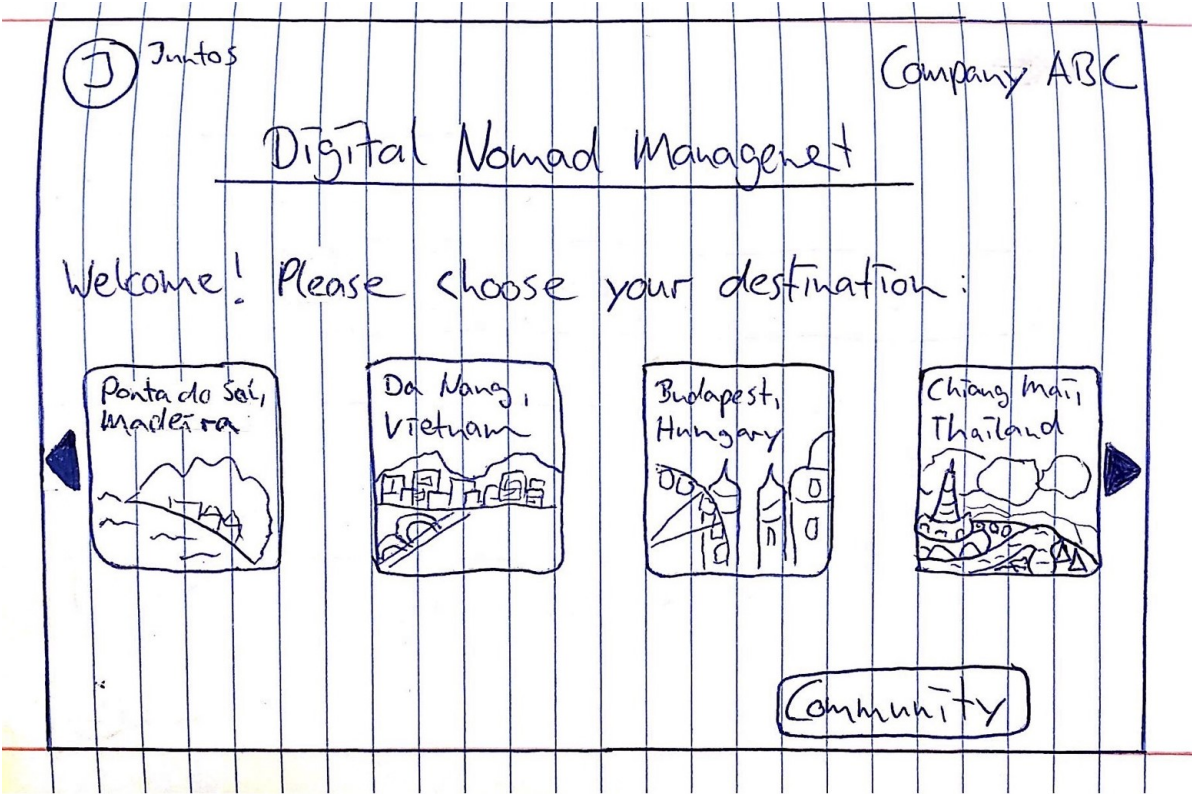 J
Juntos
Company ABC
Digital Nomad Managenet
Welcome! Please choose your destination:
Ponta do Sol,
Madeira
Da Nang,
Vietnam
Budapest,
Hungary
Chiang Mai,
Thailand
Community